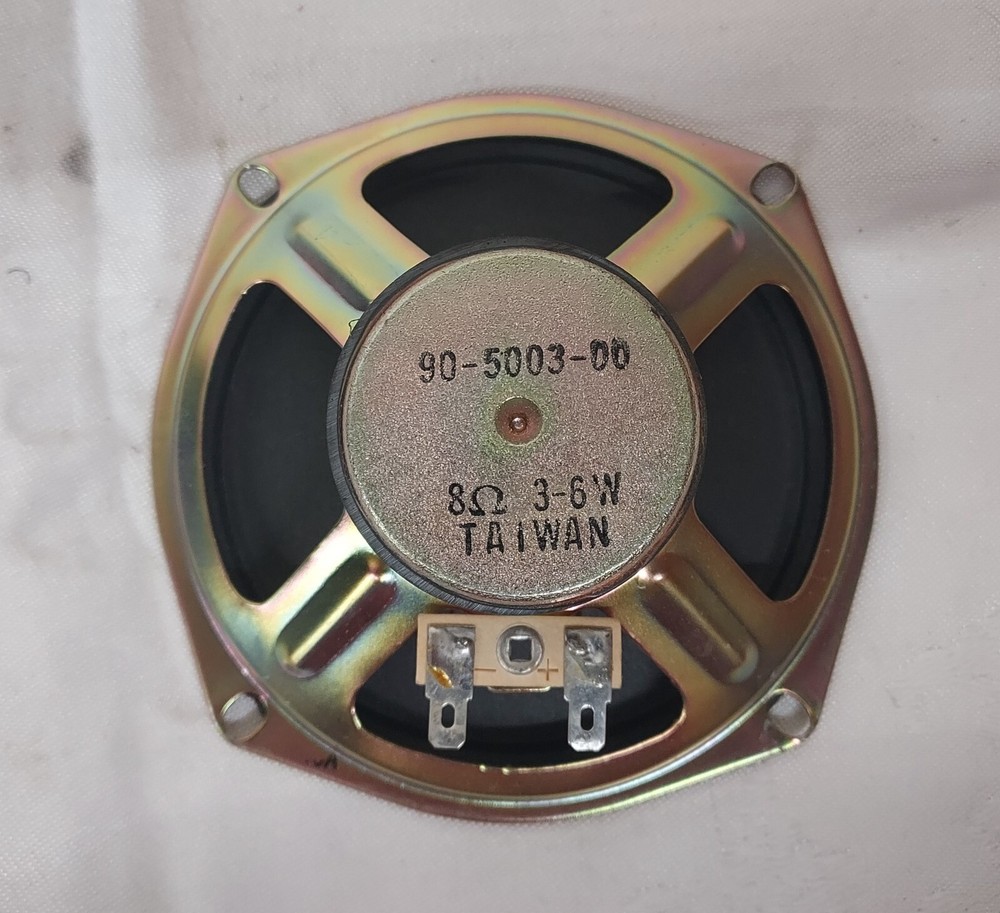 90-5003-00
8Ω 3-6W
TAIWAN
- +